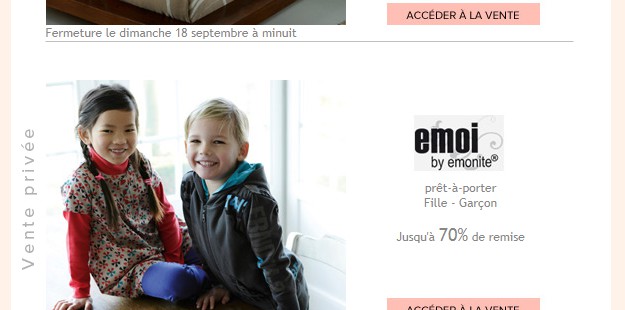 ACCÉDER À LA VENTE
Fermeture le dimanche 18 septembre à minuit
Vente privée
emoi
by emonite®
prêt-à-porter
Fille - Garçon
Jusqu'à 70% de remise
ACCÉDER À LA VENTE